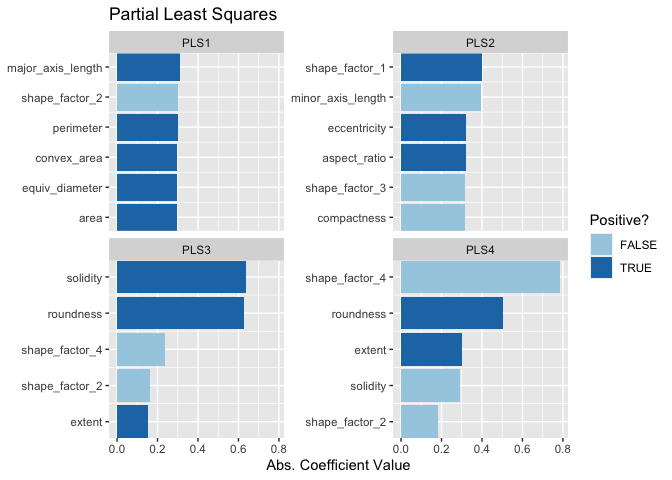 Partial Least Squares
PLS1
major_axis_length
shape_factor_2
perimeter
convex_area
equiv_diameter
area
PLS2
shape_factor_1
minor_axis_length
eccentricity
aspect_ratio
shape_factor_3
compactness
PLS3
solidity
roundness
shape_factor_4
shape_factor_2
extent
0.0 0.2 0.4 0.6 0.8
PLS4
shape_factor_4
roundness
extent
solidity
shape_factor_2
0.0 0.2 0.4 0.6 0.8
Abs. Coefficient Value
Positive?
FALSE
TRUE